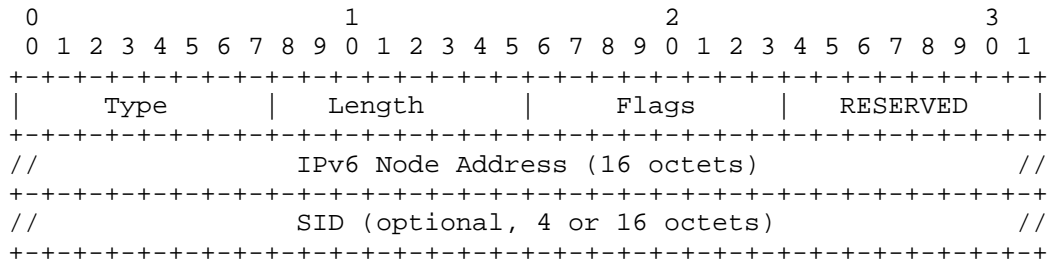 0                   1                   2                   3
 0 1 2 3 4 5 6 7 8 9 0 1 2 3 4 5 6 7 8 9 0 1 2 3 4 5 6 7 8 9 0 1
+-+-+-+-+-+-+-+-+-+-+-+-+-+-+-+-+-+-+-+-+-+-+-+-+-+-+-+-+-+-+-+-+
|     Type      |   Length      |     Flags     |   RESERVED    |
+-+-+-+-+-+-+-+-+-+-+-+-+-+-+-+-+-+-+-+-+-+-+-+-+-+-+-+-+-+-+-+-+
//                IPv6 Node Address (16 octets)                //
+-+-+-+-+-+-+-+-+-+-+-+-+-+-+-+-+-+-+-+-+-+-+-+-+-+-+-+-+-+-+-+-+
//                SID (optional, 4 or 16 octets)               //
+-+-+-+-+-+-+-+-+-+-+-+-+-+-+-+-+-+-+-+-+-+-+-+-+-+-+-+-+-+-+-+-+